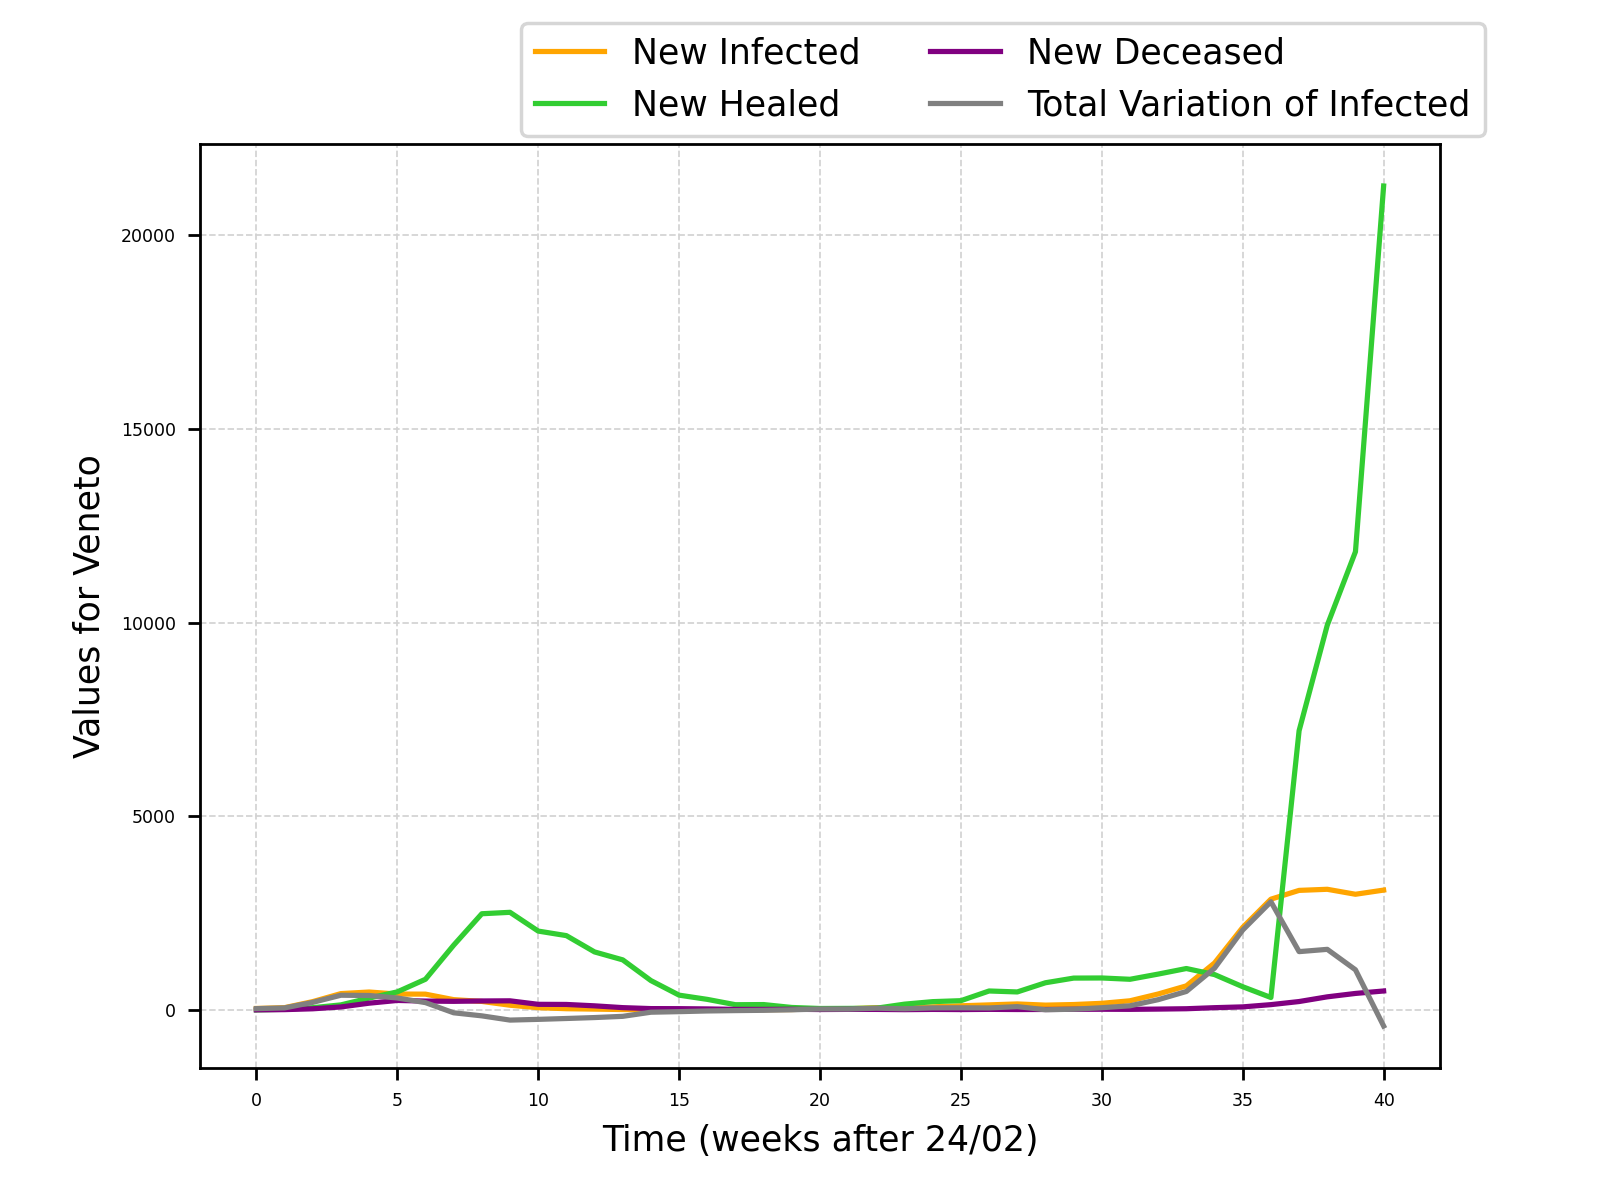 New Infected
New Healed
New Deceased
Total Variation of Infected
20000
15000
10000
5000
0
Values for Veneto
0 5 10 15 20 25 30 35 40
Time (weeks after 24/02)